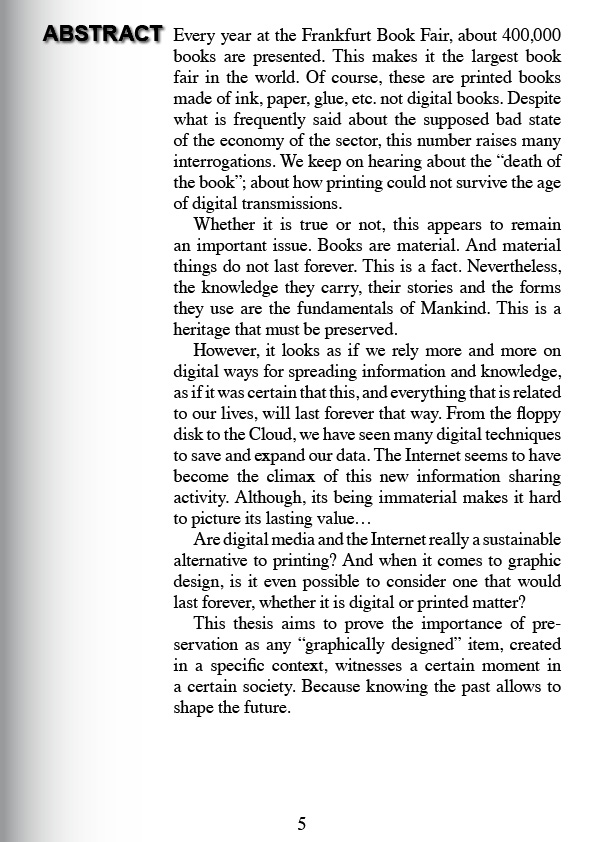 ABSTRACT
Every year at the Frankfurt Book Fair, about 400,000
books are presented. This makes it the largest book
fair in the world. Of course, these are printed books
made of ink, paper, glue, etc. not digital books. Despite
what is frequently said about the supposed bad state
of the economy of the sector, this number raises many
interrogations. We keep on hearing about the “death of
the book”; about how printing could not survive the age
of digital transmissions.
Whether it is true or not, this appears to remain
an important issue. Books are material. And material
things do not last forever. This is a fact. Nevertheless,
the knowledge they carry, their stories and the forms
they use are the fundamentals of Mankind. This is a
heritage that must be preserved.
However, it looks as if we rely more and more on
digital ways for spreading information and knowledge,
as if it was certain that this, and everything that is related
to our lives, will last forever that way. From the floppy
disk to the Cloud, we have seen many digital techniques
to save and expand our data. The Internet seems to have
become the climax of this new information sharing
activity. Although, its being immaterial makes it hard
to picture its lasting value…
Are digital media and the Internet really a sustainable
alternative to printing? And when it comes to graphic
design, is it even possible to consider one that would
last forever, whether it is digital or printed matter?
This thesis aims to prove the importance of pre-
servation as any “graphically designed” item, created
in a specific context, witnesses a certain moment in
a certain society. Because knowing the past allows to
shape the future.
5